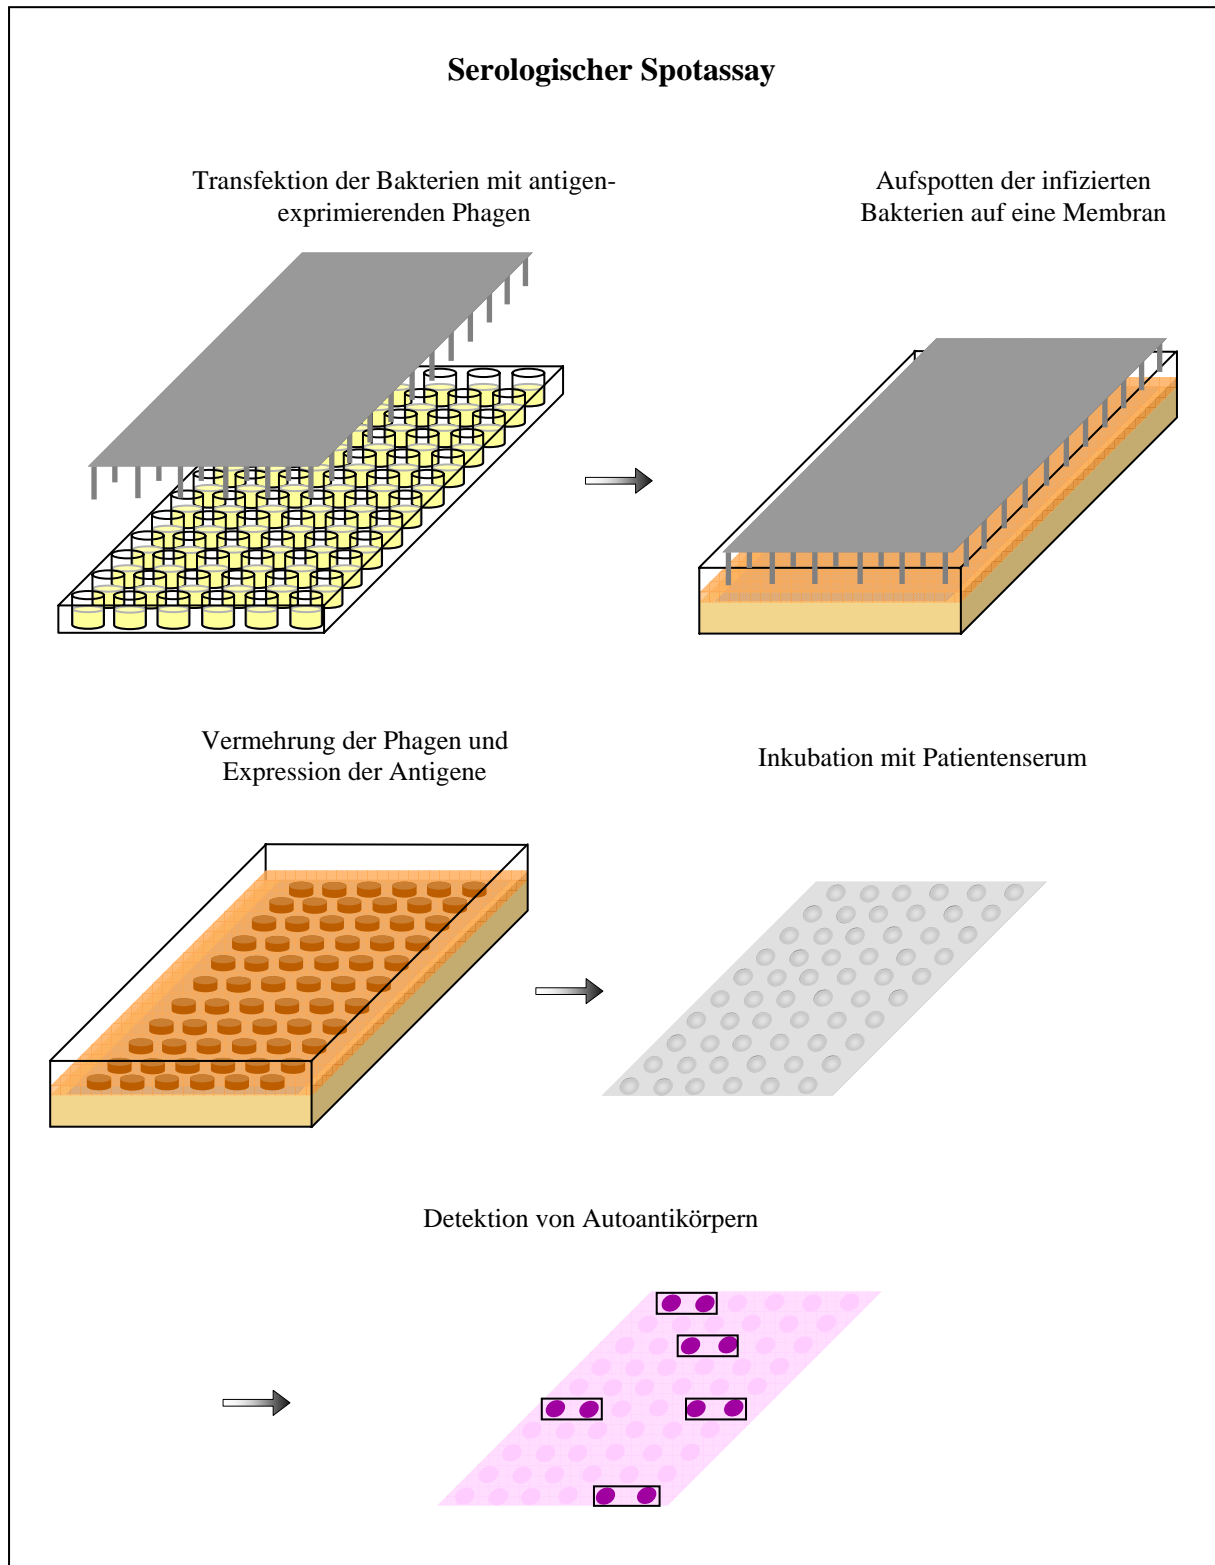 Serologischer Spotassay
Transfektion der Bakterien mit antigen-
exprimierenden Phagen
Aufspotten der infizierten
Bakterien auf eine Membran
Vermehrung der Phagen und
Expression der Antigene
Inkubation mit Patientenserum
Detektion von Autoantikörpern